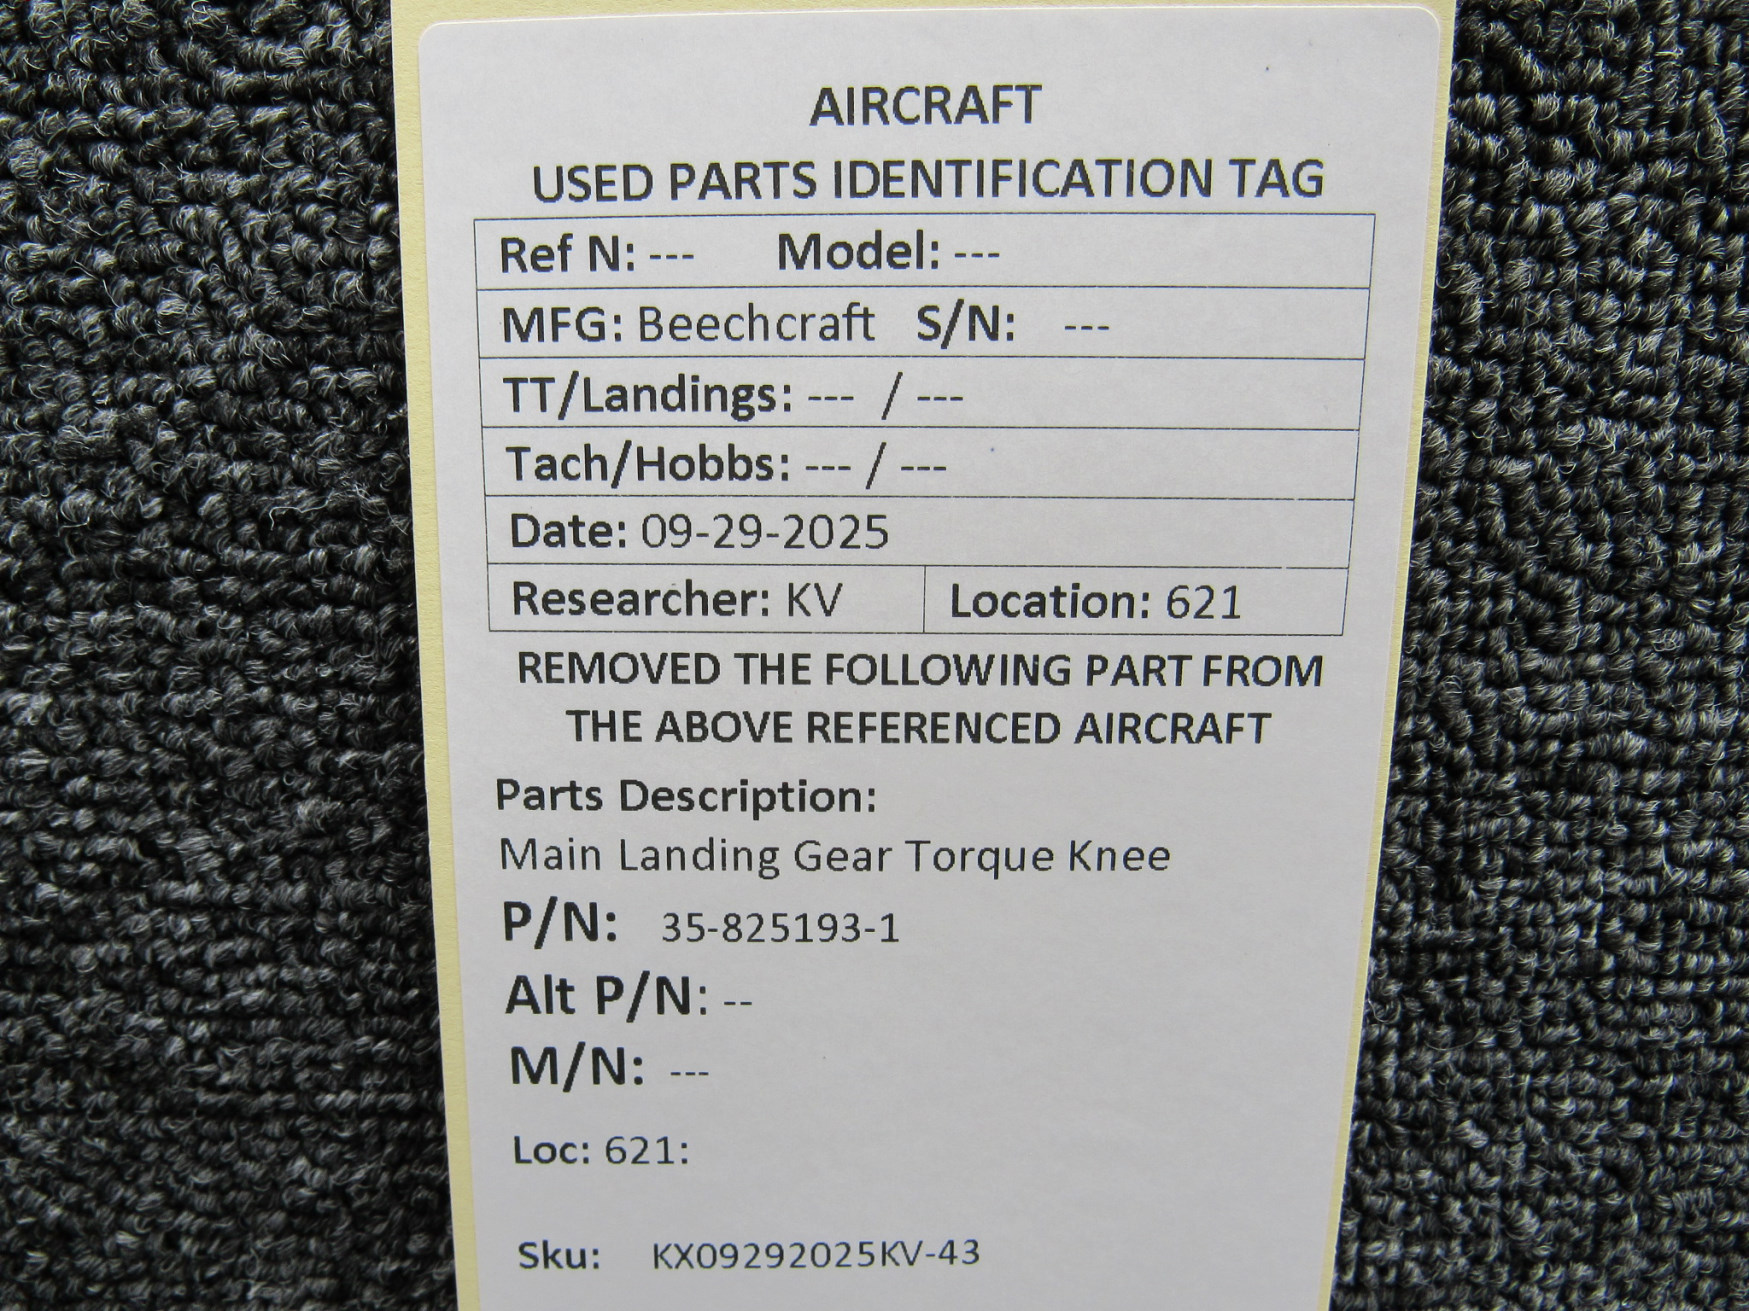 AIRCRAFT
USED PARTS IDENTIFICATION TAG
Ref N: --- Model: ---
MFG: Beechcraft S/N: ---
TT/Landings: --- / ---
Tach/Hobbs: --- / ---
Date: 09-29-2025
Researcher: KV Location: 621
REMOVED THE FOLLOWING PART FROM
THE ABOVE REFERENCED AIRCRAFT
Parts Description:
Main Landing Gear Torque Knee
P/N: 35-825193-1
Alt P/N: --
M/N: ---
Loc: 621:
Sku: KX09292025KV-43